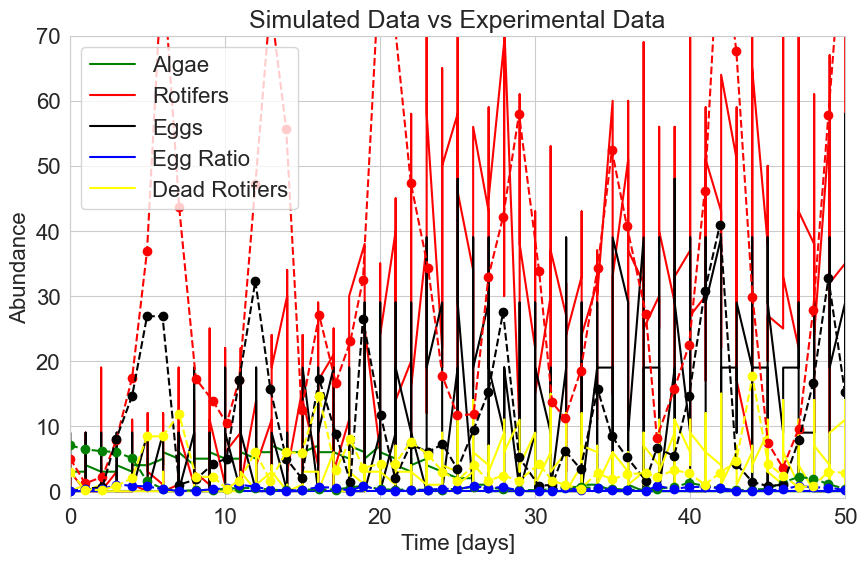 Simulated Data vs Experimental Data
Abundance
70
60
50
40
30
20
10
0
Algae
Rotifers
Eggs
Egg Ratio
Dead Rotifers
0 10 20 30 40 50
Time [days]